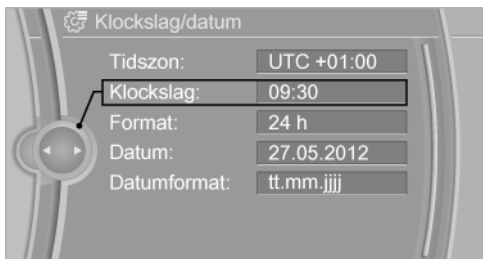 Klockslag/datum
Tidszon: UTC +01:00
Klockslag: 09:30
Format: 24 h
Datum: 27.05.2012
Datumformat: tt.mm.jjjj